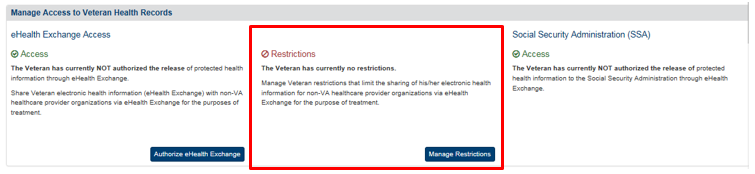 Manage Access to Veteran Health Records
eHealth Exchange Access
Access
The Veteran has currently NOT authorized the release of protected health
information through eHealth Exchange.
Share Veteran electronic health information (eHealth Exchange) with non-VA
healthcare provider organizations via eHealth Exchange for the purposes of
treatment.
Authorize eHealth Exchange
Restrictions
The Veteran has currently no restrictions.
Manage Veteran restrictions that limit the sharing of his/her electronic health
information for non-VA healthcare provider organizations via eHealth
Exchange for the purpose of treatment.
Manage Restrictions
Social Security Administration (SSA)
Access
The Veteran has currently NOT authorized the release of protected
health information to the Social Security Administration through eHealth
Exchange.